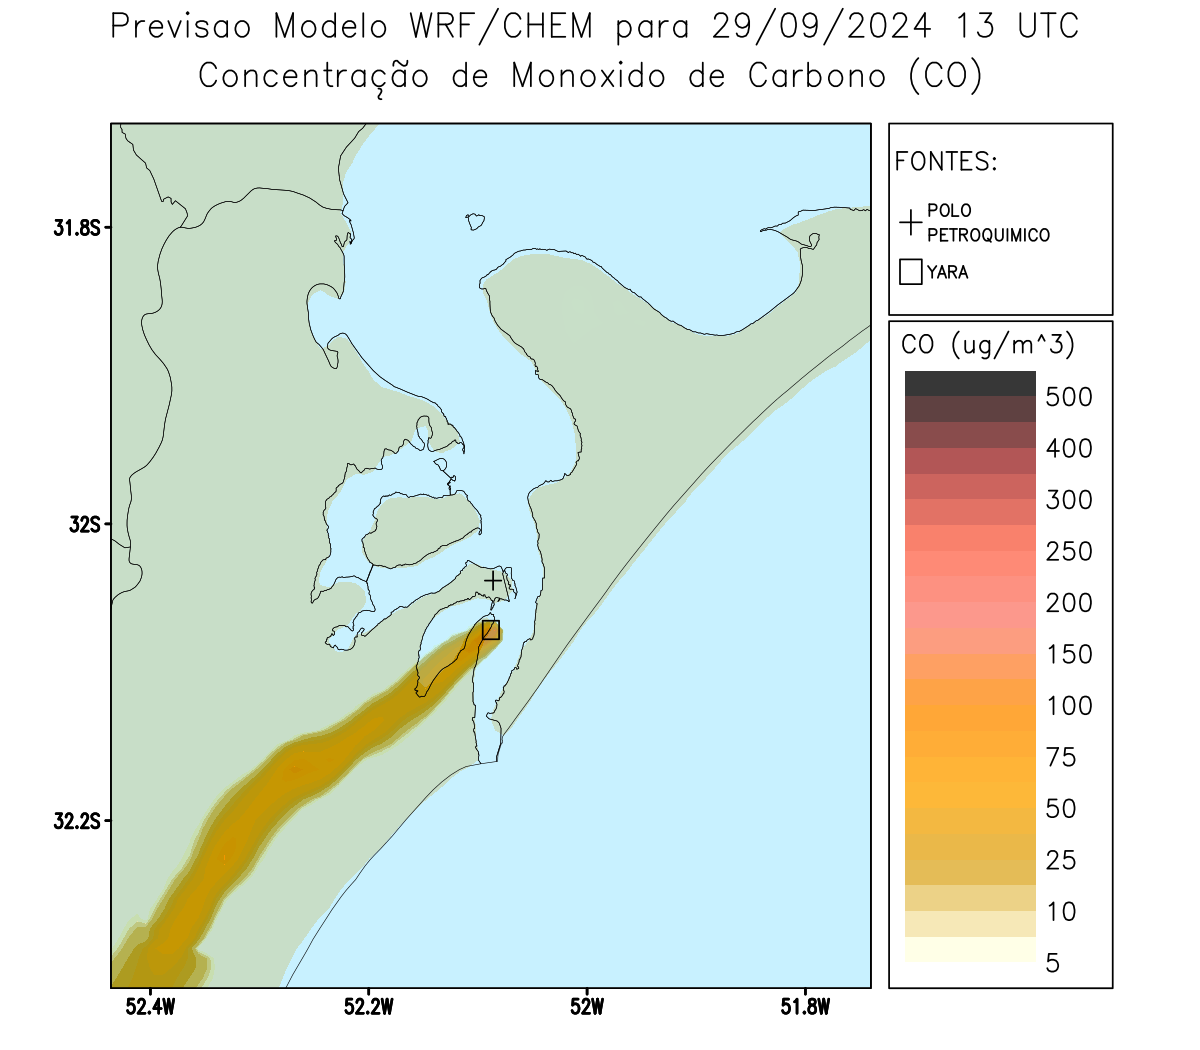 Previsao Modelo WRF/CHEM para 29/09/2024 13 UTC
Concentração de Monoxido de Carbono (CO)
FONTES:
POLO
PETROQUIMICO
YARA
CO (ug/m^3)
500
400
300
250
200
150
100
75
50
25
10
5
31.8S
32S
32.2S
52.4W
52.2W
52W
51.8W